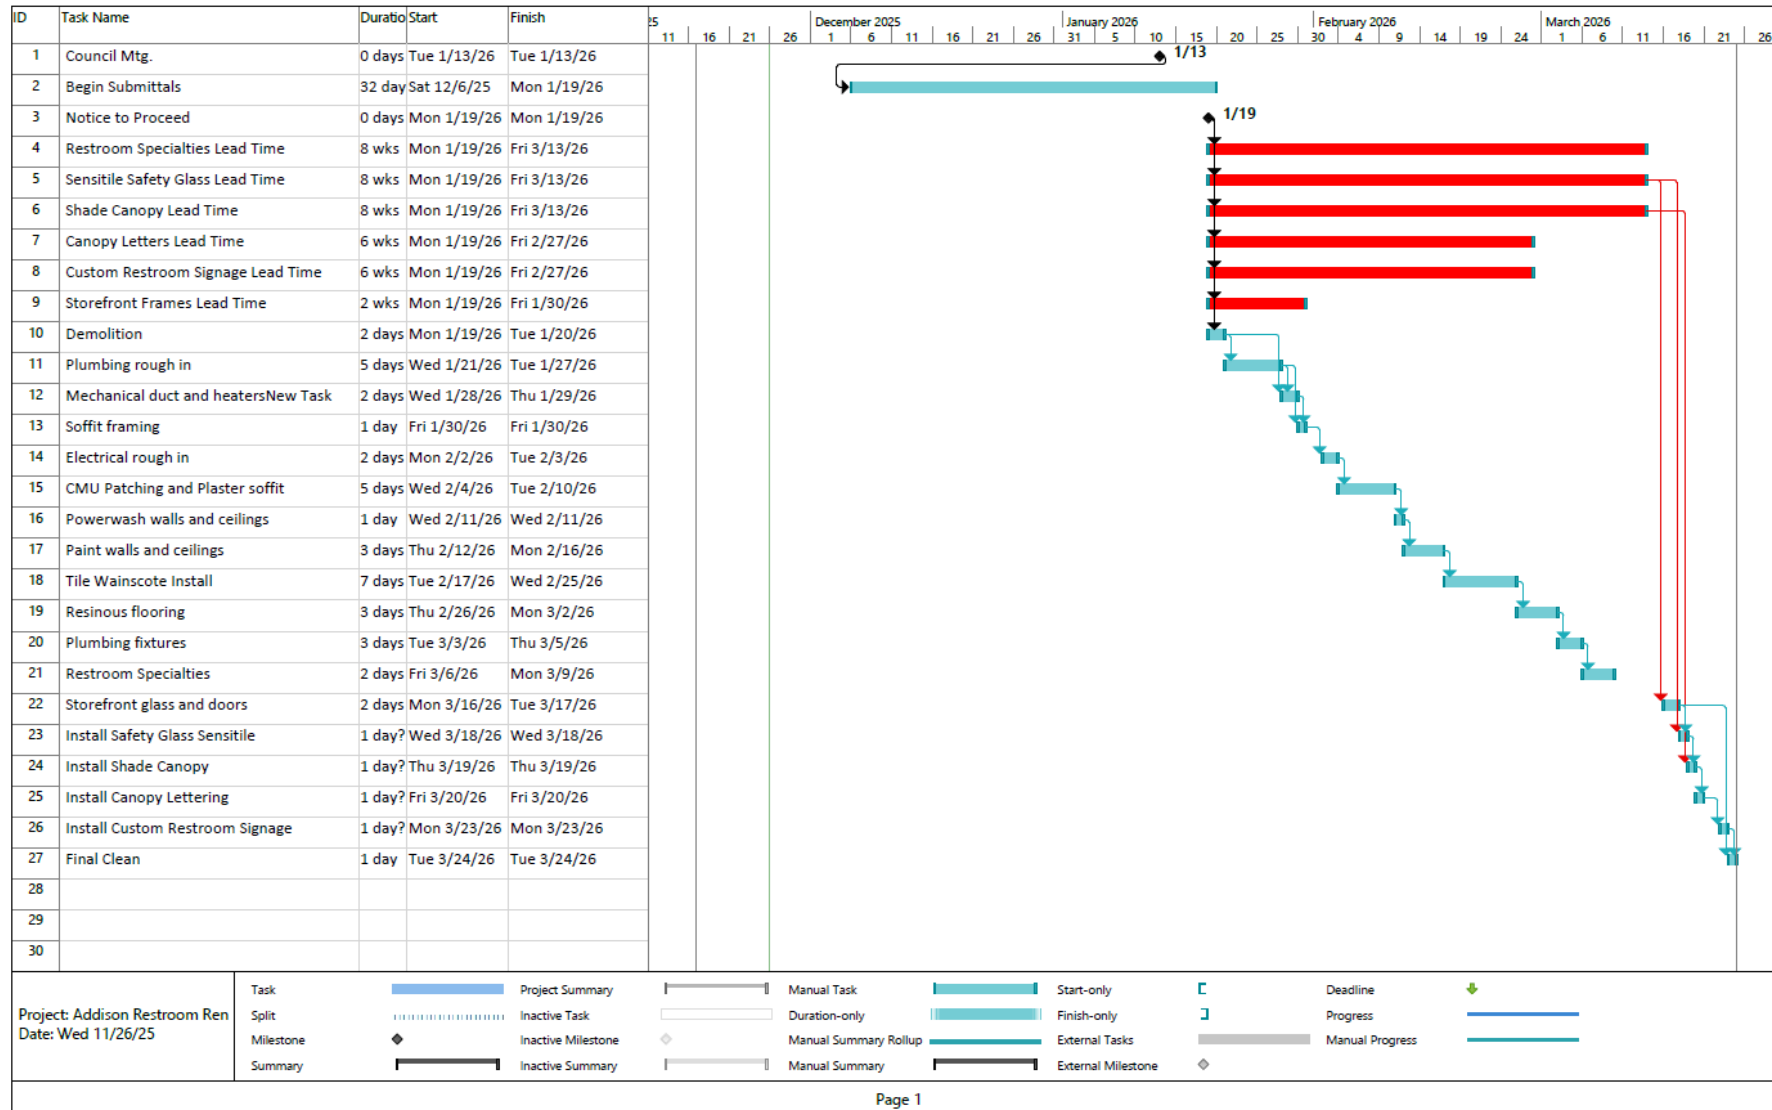 ID Task Name Duratio Start Finish
25 December 2025 January 2026 February 2026 March 2026
11 16 21 26 1 6 11 16 21 26 31 5 10 15 20 25 30 4 9 14 19 24 1 6 11 16 21 26
1 Council Mtg. 0 days Tue 1/13/26 Tue 1/13/26 1/13
2 Begin Submittals 32 day Sat 12/6/25 Mon 1/19/26
3 Notice to Proceed 0 days Mon 1/19/26 Mon 1/19/26 1/19
4 Restroom Specialties Lead Time 8 wks Mon 1/19/26 Fri 3/13/26
5 Sensitile Safety Glass Lead Time 8 wks Mon 1/19/26 Fri 3/13/26
6 Shade Canopy Lead Time 8 wks Mon 1/19/26 Fri 3/13/26
7 Canopy Letters Lead Time 6 wks Mon 1/19/26 Fri 2/27/26
8 Custom Restroom Signage Lead Time 6 wks Mon 1/19/26 Fri 2/27/26
9 Storefront Frames Lead Time 2 wks Mon 1/19/26 Fri 1/30/26
10 Demolition 2 days Mon 1/19/26 Tue 1/20/26
11 Plumbing rough in 5 days Wed 1/21/26 Tue 1/27/26
12 Mechanical duct and heatersNew Task 2 days Wed 1/28/26 Thu 1/29/26
13 Soffit framing 1 day Fri 1/30/26 Fri 1/30/26
14 Electrical rough in 2 days Mon 2/2/26 Tue 2/3/26
15 CMU Patching and Plaster soffit 5 days Wed 2/4/26 Tue 2/10/26
16 Powerwash walls and ceilings 1 day Wed 2/11/26 Wed 2/11/26
17 Paint walls and ceilings 3 days Thu 2/12/26 Mon 2/16/26
18 Tile Wainscote Install 7 days Tue 2/17/26 Wed 2/25/26
19 Resinous flooring 3 days Thu 2/26/26 Mon 3/2/26
20 Plumbing fixtures 3 days Tue 3/3/26 Thu 3/5/26
21 Restroom Specialties 2 days Fri 3/6/26 Mon 3/9/26
22 Storefront glass and doors 2 days Mon 3/16/26 Tue 3/17/26
23 Install Safety Glass Sensitile 1 day? Wed 3/18/26 Wed 3/18/26
24 Install Shade Canopy 1 day? Thu 3/19/26 Thu 3/19/26
25 Install Canopy Lettering 1 day? Fri 3/20/26 Fri 3/20/26
26 Install Custom Restroom Signage 1 day? Mon 3/23/26 Mon 3/23/26
27 Final Clean 1 day Tue 3/24/26 Tue 3/24/26
28
29
30
Project: Addison Restroom Ren
Date: Wed 11/26/25
Task Project Summary Manual Task Start-only Deadline
Split Inactive Task Duration-only Finish-only Progress
Milestone Inactive Milestone Manual Summary Rollup External Tasks Manual Progress
Summary Inactive Summary Manual Summary External Milestone
Page 1